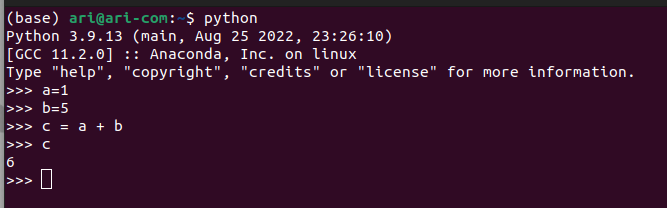 (base) ari@ari-com:~$ python
Python 3.9.13 (main, Aug 25 2022, 23:26:10)
[GCC 11.2.0] :: Anaconda, Inc. on linux
Type "help", "copyright", "credits" or "license" for more information.
>>> a=1
>>> b=5
>>> c = a + b
>>> c
6
>>>